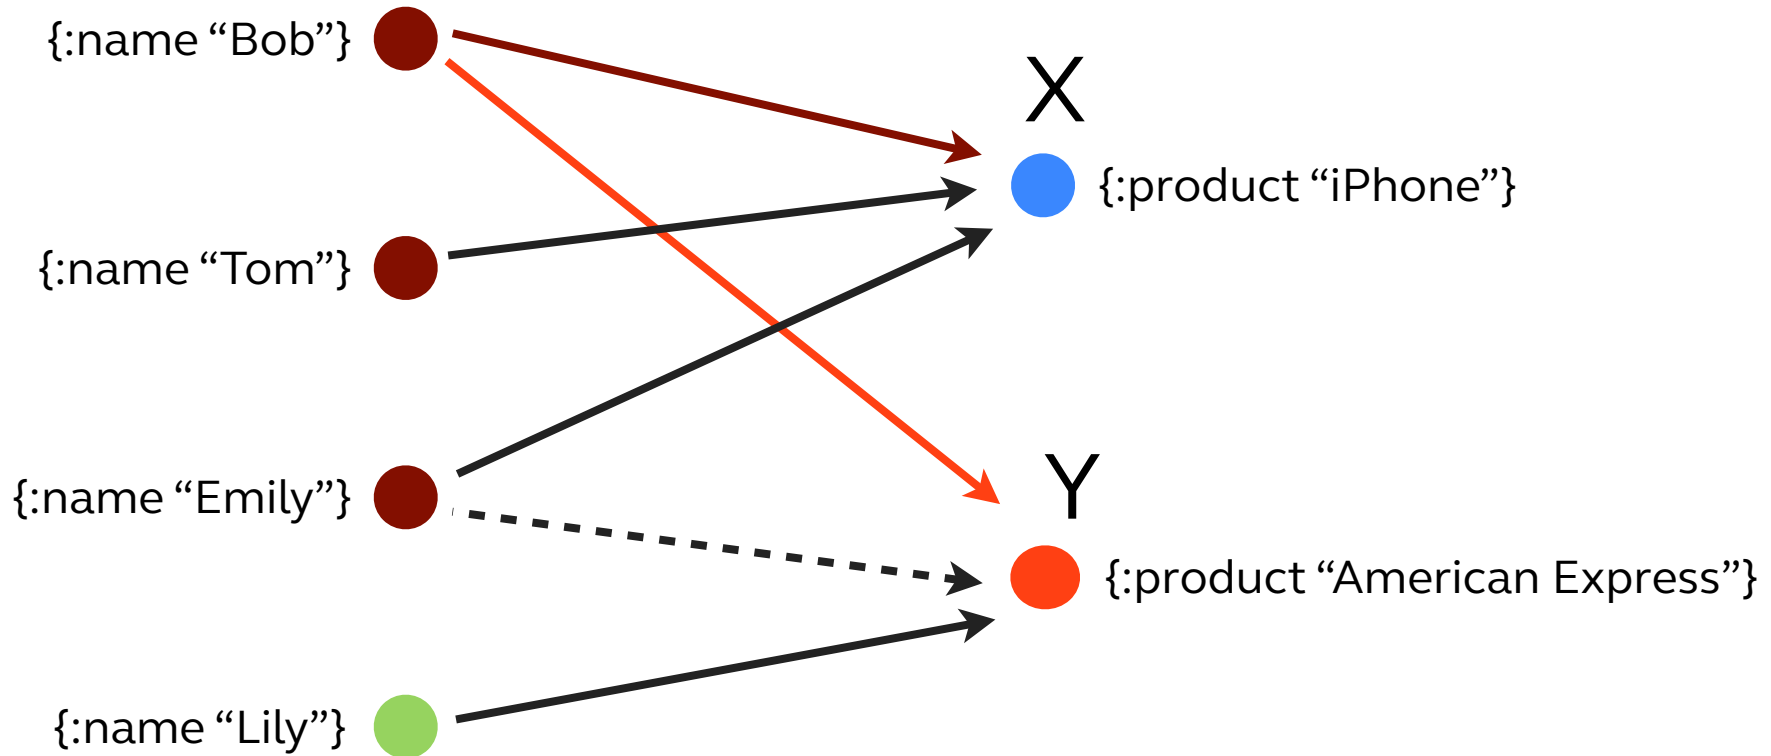 {:name “Bob”}
X
{:product “iPhone”}
{:name “Tom”}
Y
{:name “Emily”}
{:product “American Express”}
{:name “Lily”}